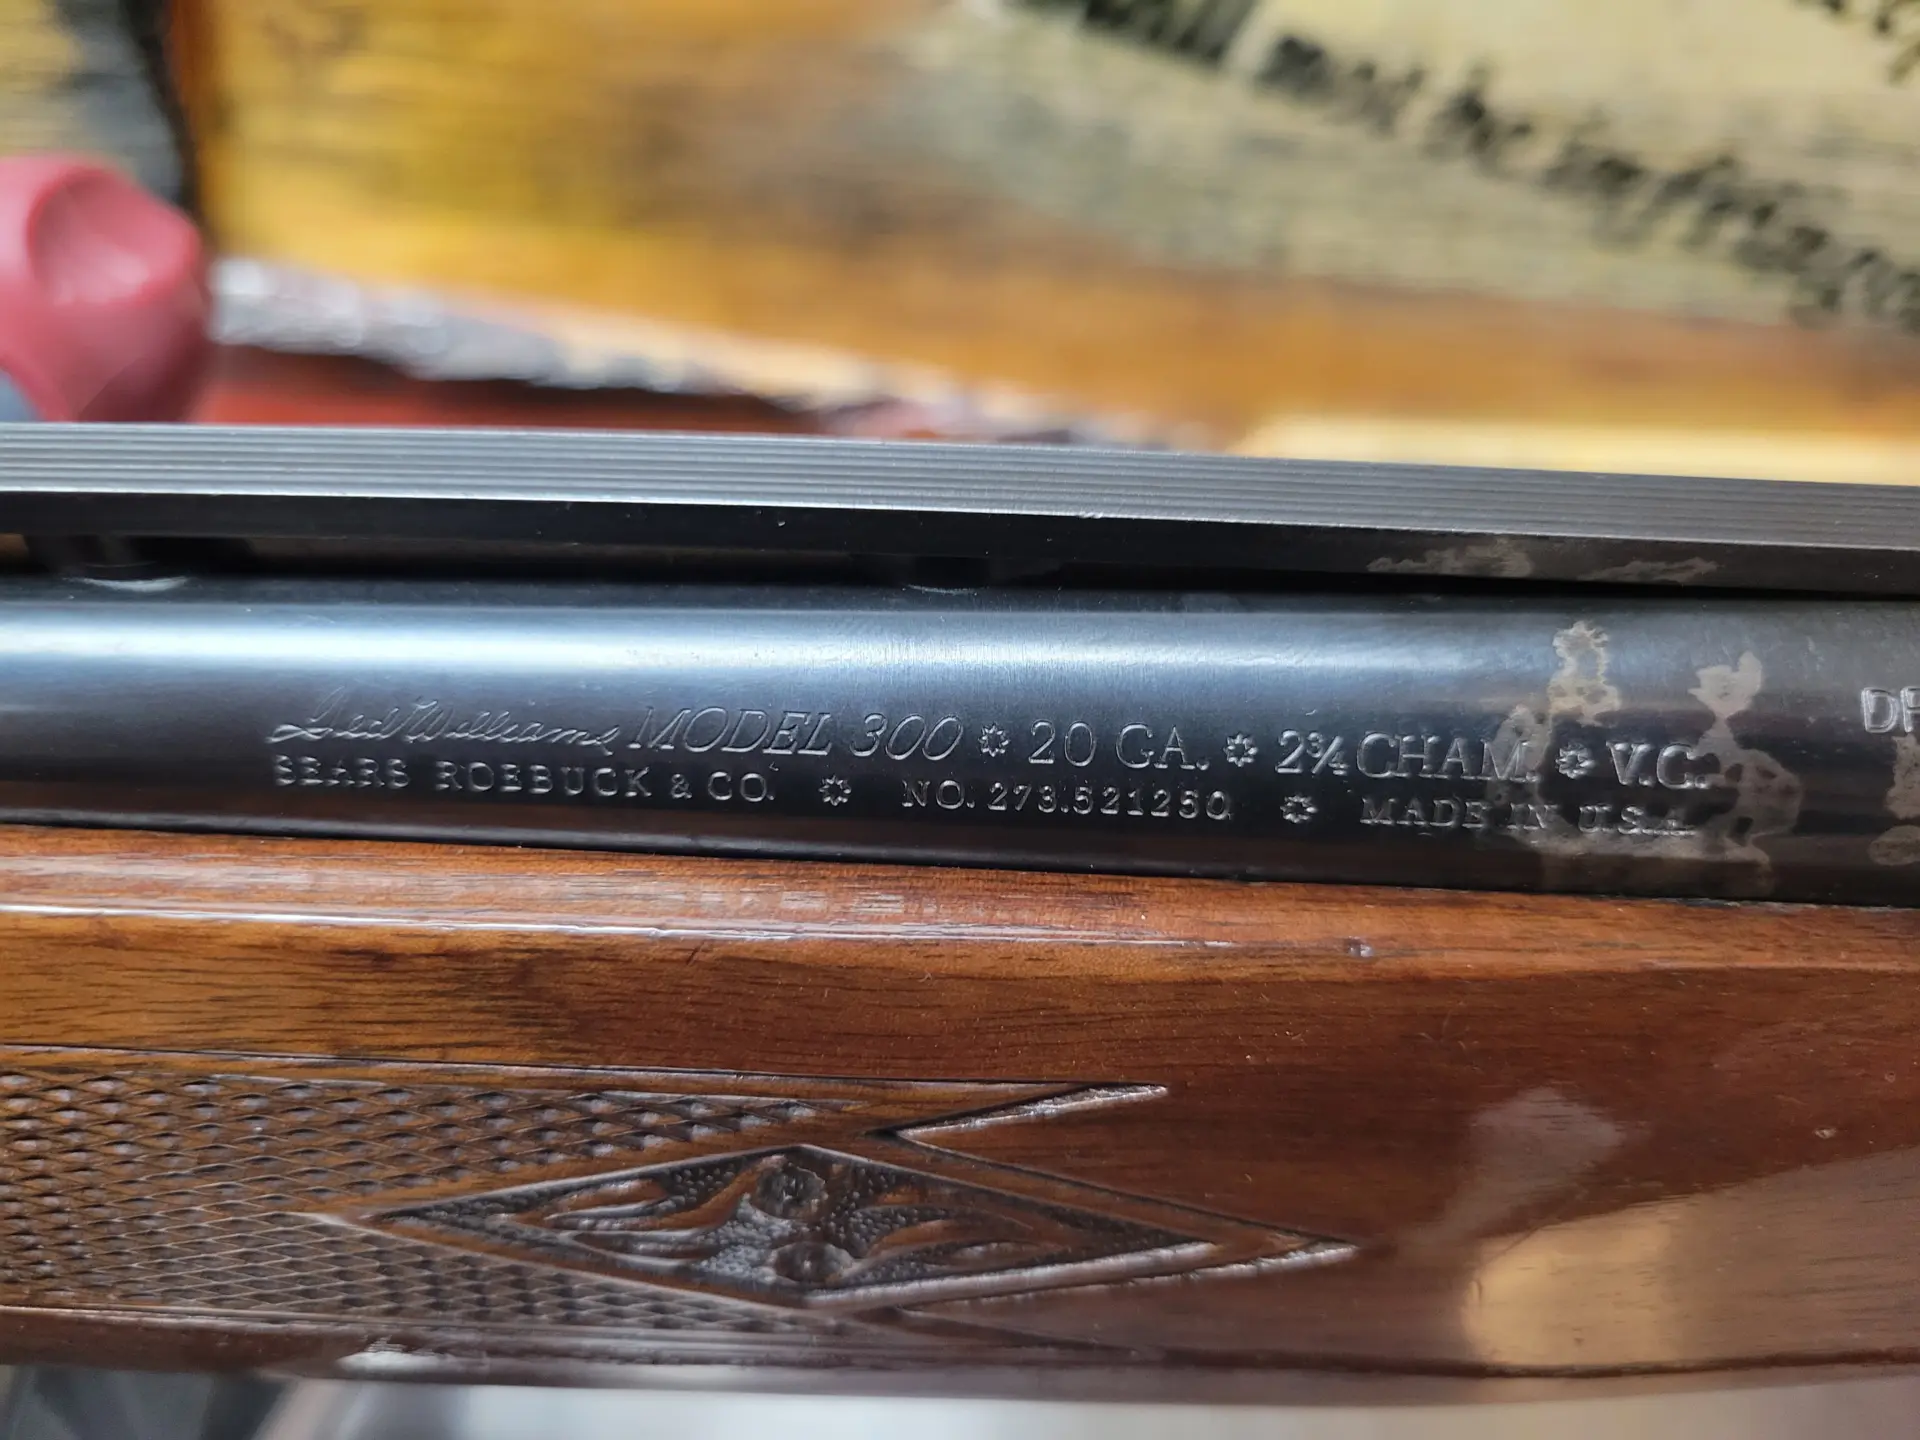 Ted Williams MODEL 300 * 20 GA. * 2¾ CHAM. * V.C.
SEARS ROEBUCK & CO. * NO. 273.521250 * MADE IN U.S.A.